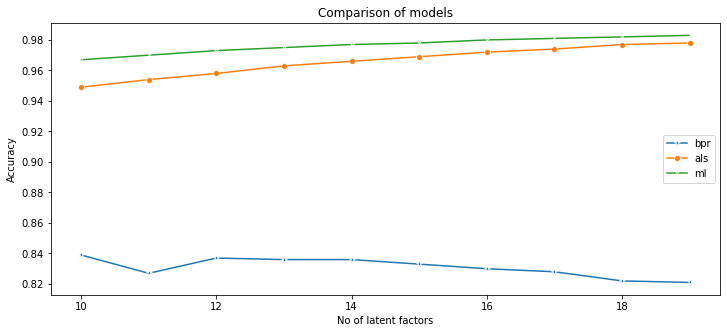 Comparison of models
Accuracy
0.98
0.96
0.94
0.92
0.90
0.88
0.86
0.84
0.82
bpr
als
ml
10
12
14
16
18
No of latent factors